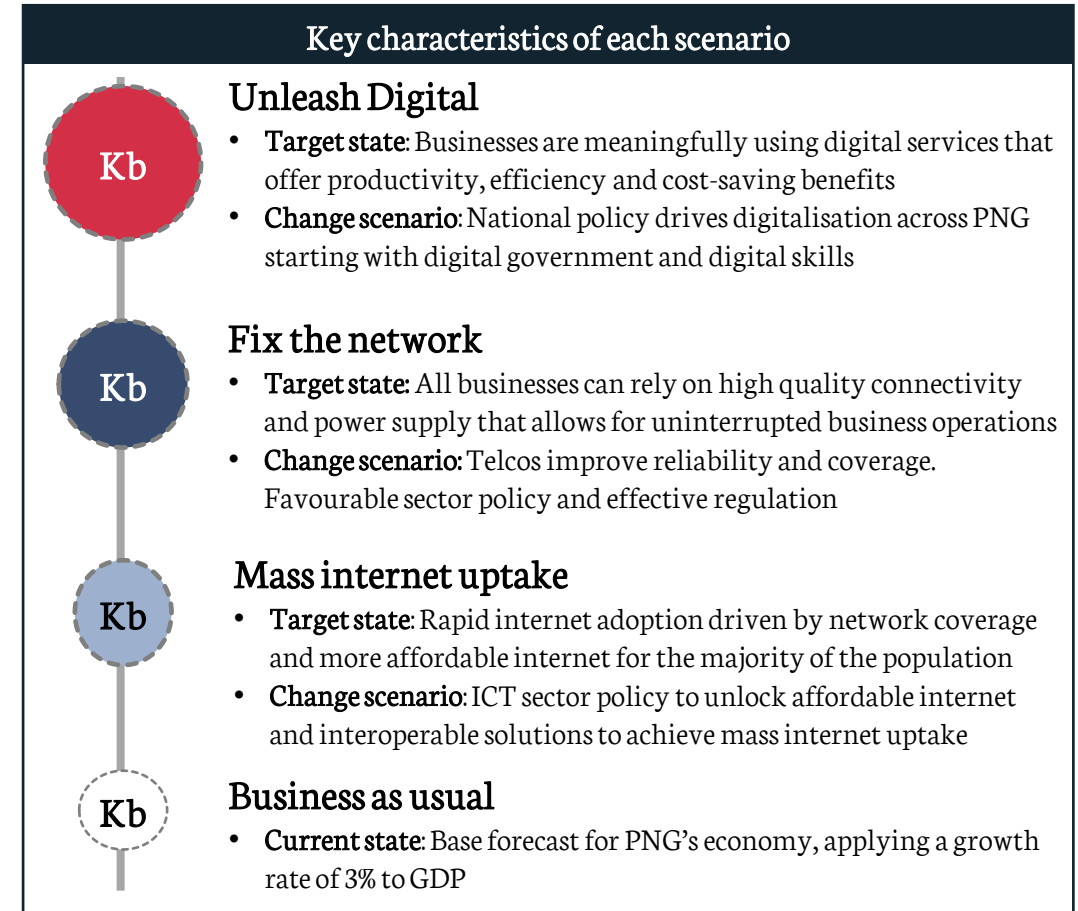 Key characteristics of each scenario
Kb
Unleash Digital
• Target state: Businesses are meaningfully using digital services that
offer productivity, efficiency and cost-saving benefits
• Change scenario: National policy drives digitalisation across PNG
starting with digital government and digital skills
Kb
Fix the network
• Target state: All businesses can rely on high quality connectivity
and power supply that allows for uninterrupted business operations
• Change scenario: Telcos improve reliability and coverage.
Favourable sector policy and effective regulation
Kb
Mass internet uptake
• Target state: Rapid internet adoption driven by network coverage
and more affordable internet for the majority of the population
• Change scenario: ICT sector policy to unlock affordable internet
and interoperable solutions to achieve mass internet uptake
Kb
Business as usual
• Current state: Base forecast for PNG’s economy, applying a growth
rate of 3% to GDP